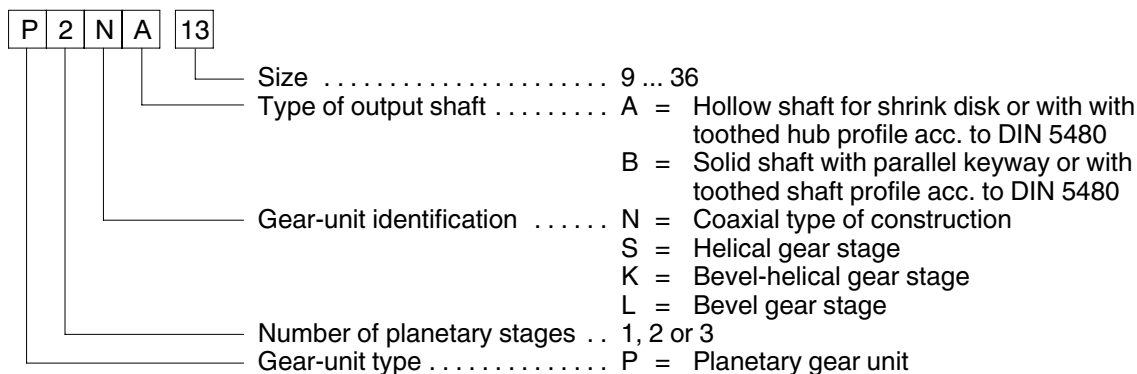 P 2 N A 13
Size ...................... 9 ... 36
Type of output shaft ......... A = Hollow shaft for shrink disk or with with
toothed hub profile acc. to DIN 5480
B = Solid shaft with parallel keyway or with
toothed shaft profile acc. to DIN 5480
Gear-unit identification ...... N = Coaxial type of construction
S = Helical gear stage
K = Bevel-helical gear stage
L = Bevel gear stage
Number of planetary stages .. 1, 2 or 3
Gear-unit type .............. P = Planetary gear unit